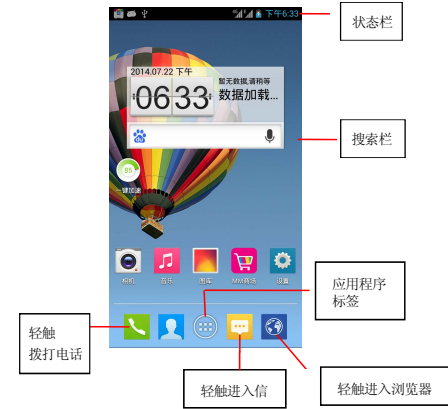 下午6:33
状态栏
2014.07.22 下午
06 33
暂无数据,请稍等
数据加载...
搜索栏
85
一键加速
相机
音乐
图库
MM商场
设置
应用程序
标签
轻触
拨打电话
轻触进入信
轻触进入浏览器